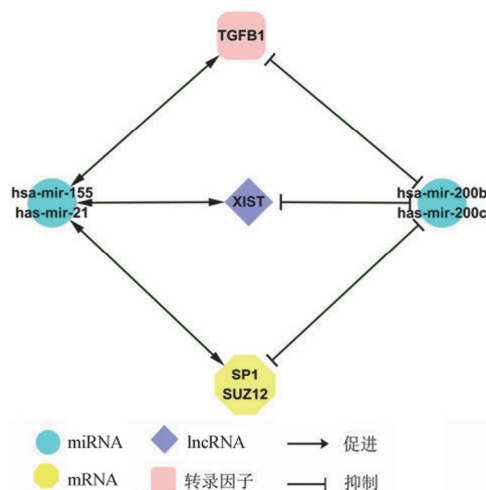 TGFB1
hsa-mir-155
has-mir-21
XIST
hsa-mir-200b
has-mir-200c
SP1
SUZ12
miRNA
lncRNA
促进
mRNA
转录因子
抑制